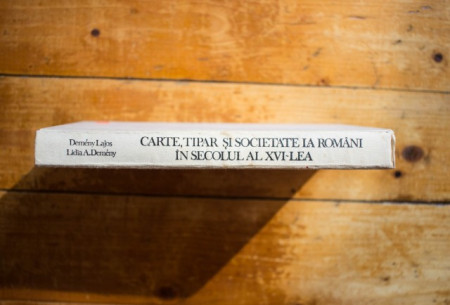 Demény Lajos
Lidia A. Demény
CARTE, TIPAR ȘI SOCIETATE LA ROMÂNI
ÎN SECOLUL AL XVI-LEA